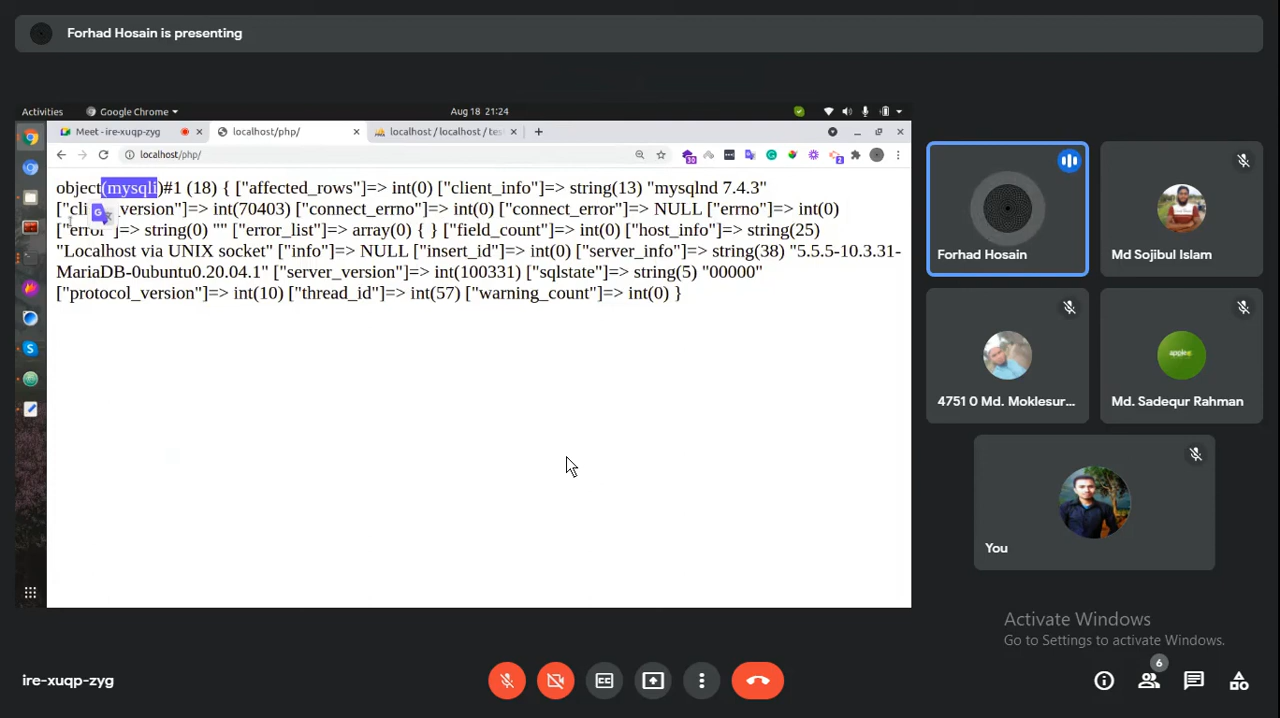 Forhad Hosain is presenting
Activities Google Chrome Aug 18 21:24
Meet - ire-xuqp-zyg localhost/php/ localhost / localhost / tes
localhost/php/
object(mysqli)#1 (18) { ["affected_rows"]=> int(0) ["client_info"]=> string(13) "mysqlnd 7.4.3"
["cli version"]=> int(70403) ["connect_errno"]=> int(0) ["connect_error"]=> NULL ["errno"]=> int(0)
["error"]=> string(0) "" ["error_list"]=> array(0) { } ["field_count"]=> int(0) ["host_info"]=> string(25)
"Localhost via UNIX socket" ["info"]=> NULL ["insert_id"]=> int(0) ["server_info"]=> string(38) "5.5.5-10.3.31-
MariaDB-0ubuntu0.20.04.1" ["server_version"]=> int(100331) ["sqlstate"]=> string(5) "00000"
["protocol_version"]=> int(10) ["thread_id"]=> int(57) ["warning_count"]=> int(0) }
Forhad Hosain
Md Sojibul Islam
4751 0 Md. Moklesur...
Md. Sadequr Rahman
You
Activate Windows
Go to Settings to activate Windows.
ire-xuqp-zyg
6